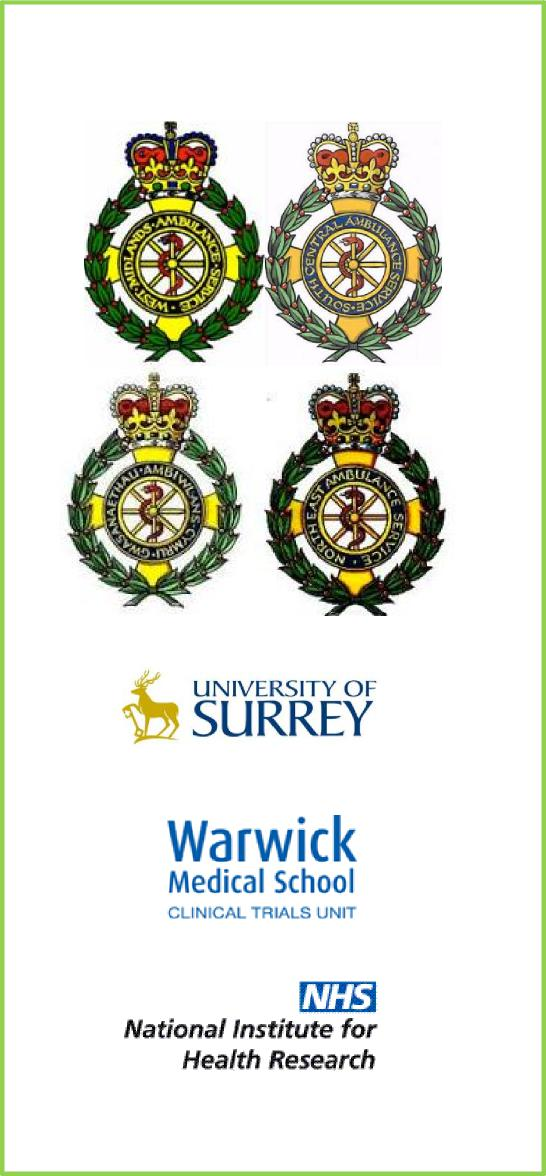 WEST MIDLANDS · AMBULANCE · SERVICE ·
SOUTH CENTRAL AMBULANCE SERVICE ·
GWASANAETHAU · AMBIWLANS · CYMRU ·
NORTH EAST AMBULANCE SERVICE ·
UNIVERSITY OF
SURREY
Warwick
Medical School
CLINICAL TRIALS UNIT
NHS
National Institute for
Health Research